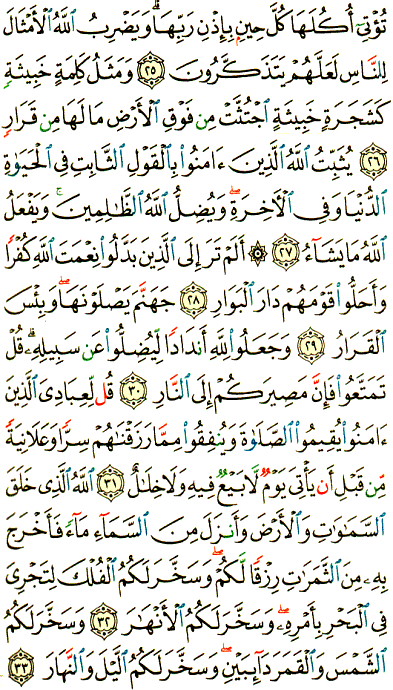 تُؤْتِىٓ أُكُلَهَا كُلَّ حِينٍۭ بِإِذْنِ رَبِّهَا ۗ وَيَضْرِبُ ٱللَّهُ ٱلْأَمْثَالَ
لِلنَّاسِ لَعَلَّهُمْ يَتَذَكَّرُونَ ٢٥ وَمَثَلُ كَلِمَةٍ خَبِيثَةٍ
كَشَجَرَةٍ خَبِيثَةٍ ٱجْتُثَّتْ مِن فَوْقِ ٱلْأَرْضِ مَا لَهَا مِن قَرَارٍ
٢٦ يُثَبِّتُ ٱللَّهُ ٱلَّذِينَ ءَامَنُوا۟ بِٱلْقَوْلِ ٱلثَّابِتِ فِى ٱلْحَيَوٰةِ
ٱلدُّنْيَا وَفِى ٱلْـَٔاخِرَةِ ۖ وَيُضِلُّ ٱللَّهُ ٱلظَّـٰلِمِينَ ۚ وَيَفْعَلُ
ٱللَّهُ مَا يَشَآءُ ٢٧ ۞ أَلَمْ تَرَ إِلَى ٱلَّذِينَ بَدَّلُوا۟ نِعْمَتَ ٱللَّهِ كُفْرًا
وَأَحَلُّوا۟ قَوْمَهُمْ دَارَ ٱلْبَوَارِ ٢٨ جَهَنَّمَ يَصْلَوْنَهَا ۖ وَبِئْسَ
ٱلْقَرَارُ ٢٩ وَجَعَلُوا۟ لِلَّهِ أَندَادًا لِّيُضِلُّوا۟ عَن سَبِيلِهِۦ ۗ قُلْ
تَمَتَّعُوا۟ فَإِنَّ مَصِيرَكُمْ إِلَى ٱلنَّارِ ٣٠ قُل لِّعِبَادِىَ ٱلَّذِينَ
ءَامَنُوا۟ يُقِيمُوا۟ ٱلصَّلَوٰةَ وَيُنفِقُوا۟ مِمَّا رَزَقْنَـٰهُمْ سِرًّا وَعَلَانِيَةً
مِّن قَبْلِ أَن يَأْتِىَ يَوْمٌ لَّا بَيْعٌ فِيهِ وَلَا خِلَـٰلٌ ٣١ ٱللَّهُ ٱلَّذِى خَلَقَ
ٱلسَّمَـٰوَٰتِ وَٱلْأَرْضَ وَأَنزَلَ مِنَ ٱلسَّمَآءِ مَآءً فَأَخْرَجَ
بِهِۦ مِنَ ٱلثَّمَرَٰتِ رِزْقًا لَّكُمْ ۖ وَسَخَّرَ لَكُمُ ٱلْفُلْكَ لِتَجْرِىَ
فِى ٱلْبَحْرِ بِأَمْرِهِۦ ۖ وَسَخَّرَ لَكُمُ ٱلْأَنْهَـٰرَ ٣٢ وَسَخَّرَ لَكُمُ
ٱلشَّمْسَ وَٱلْقَمَرَ دَآئِبَيْنِ ۖ وَسَخَّرَ لَكُمُ ٱلَّيْلَ وَٱلنَّهَارَ ٣٣